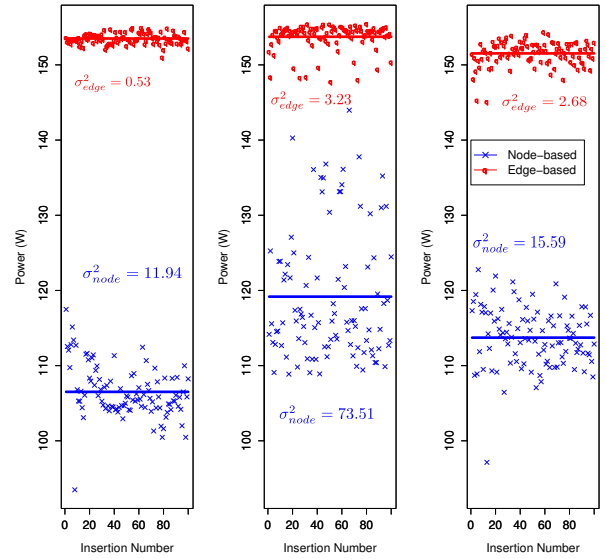 150
140
130
120
110
100
Power (W)
σ²edge = 0.53
σ²node = 11.94
0 20 40 60 80
Insertion Number
150
140
130
120
110
100
Power (W)
σ²edge = 3.23
σ²node = 73.51
0 20 40 60 80
Insertion Number
150
140
130
120
110
100
Power (W)
σ²edge = 2.68
Node−based
Edge−based
σ²node = 15.59
0 20 40 60 80
Insertion Number